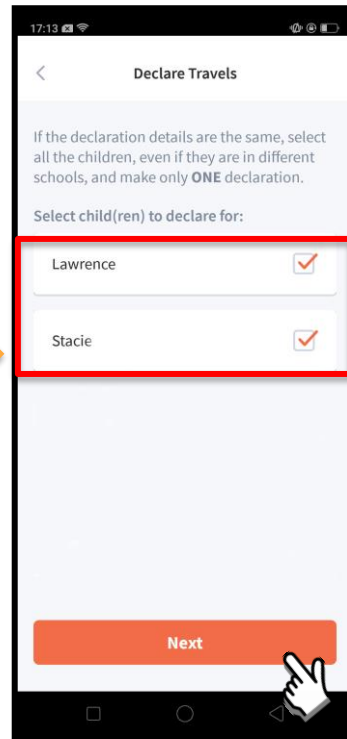 17:13
Declare Travels
If the declaration details are the same, select
all the children, even if they are in different
schools, and make only ONE declaration.
Select child(ren) to declare for:
Lawrence
Stacie
Next